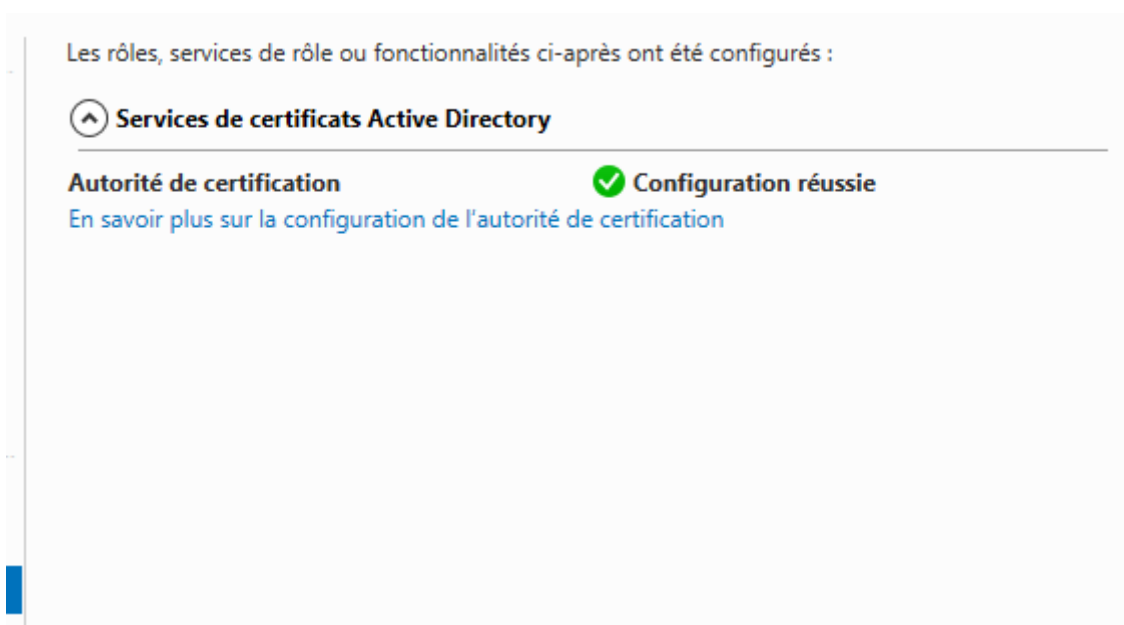 Les rôles, services de rôle ou fonctionnalités ci-après ont été configurés :
Services de certificats Active Directory
Autorité de certification Configuration réussie
En savoir plus sur la configuration de l'autorité de certification